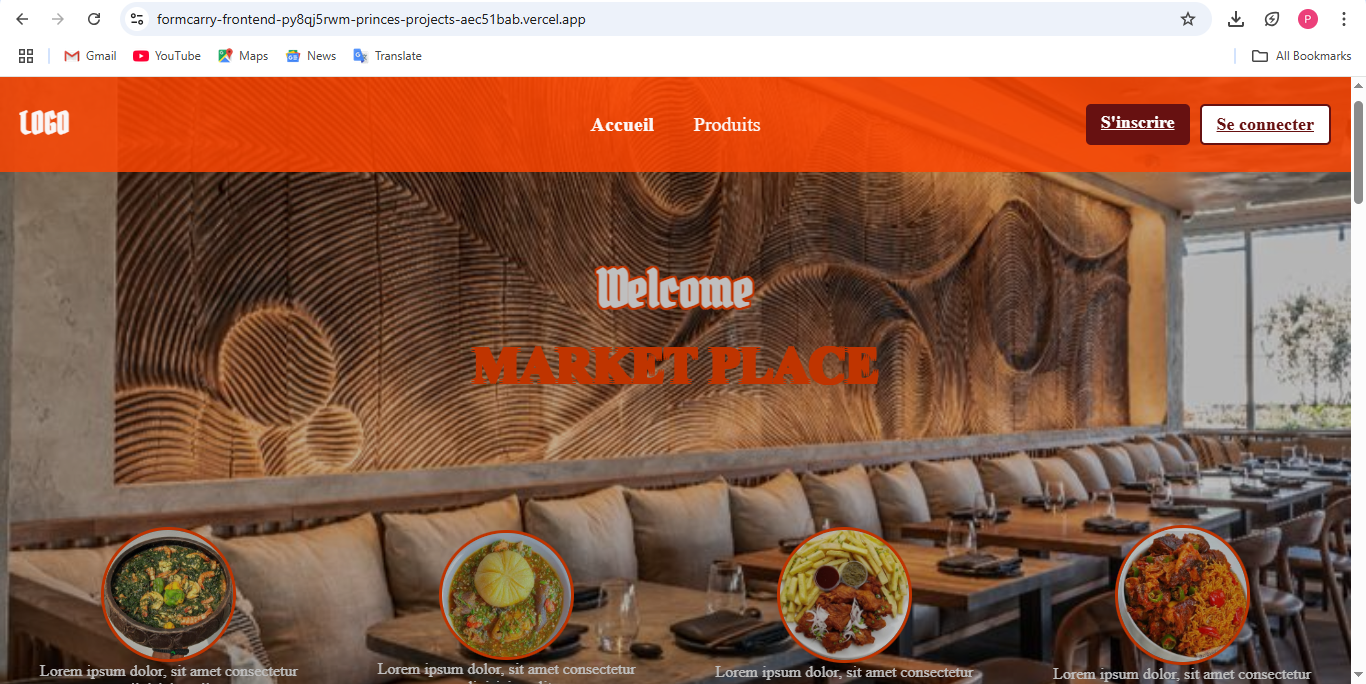 formcarry-frontend-py8qj5rwm-princes-projects-aec51bab.vercel.app
P
Gmail
YouTube
Maps
News
Translate
All Bookmarks
LOGO
Accueil
Produits
S'inscrire
Se connecter
Welcome
MARKET PLACE
Lorem ipsum dolor, sit amet consectetur
Lorem ipsum dolor, sit amet consectetur
Lorem ipsum dolor, sit amet consectetur
Lorem ipsum dolor, sit amet consectetur